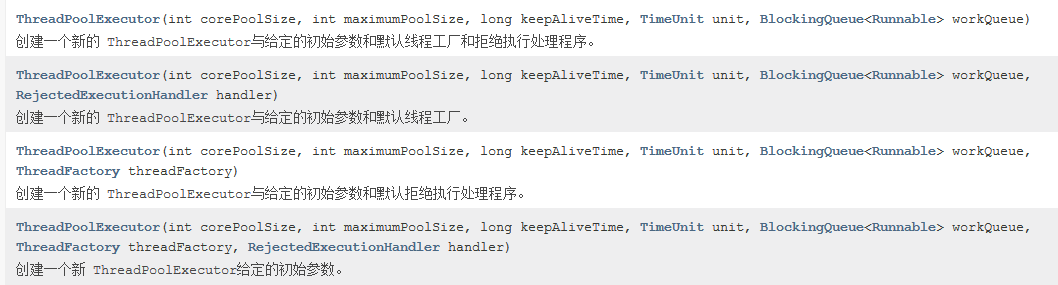 ThreadPoolExecutor(int corePoolSize, int maximumPoolSize, long keepAliveTime, TimeUnit unit, BlockingQueue<Runnable> workQueue)
创建一个新的 ThreadPoolExecutor与给定的初始参数和默认线程工厂和拒绝执行处理程序。
ThreadPoolExecutor(int corePoolSize, int maximumPoolSize, long keepAliveTime, TimeUnit unit, BlockingQueue<Runnable> workQueue,
RejectedExecutionHandler handler)
创建一个新的 ThreadPoolExecutor与给定的初始参数和默认线程工厂。
ThreadPoolExecutor(int corePoolSize, int maximumPoolSize, long keepAliveTime, TimeUnit unit, BlockingQueue<Runnable> workQueue,
ThreadFactory threadFactory)
创建一个新的 ThreadPoolExecutor与给定的初始参数和默认拒绝执行处理程序。
ThreadPoolExecutor(int corePoolSize, int maximumPoolSize, long keepAliveTime, TimeUnit unit, BlockingQueue<Runnable> workQueue,
ThreadFactory threadFactory, RejectedExecutionHandler handler)
创建一个新 ThreadPoolExecutor给定的初始参数。